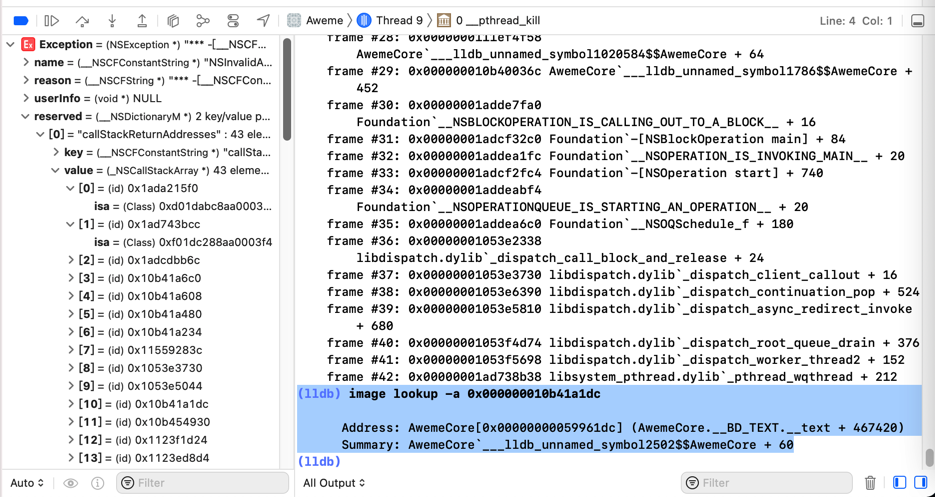 Aweme
Thread 9
0 __pthread_kill
Line: 4  Col: 1
Exception = (NSException *) "*** -[__NSCF...
name = (__NSCFConstantString *) "NSInvalidA...
reason = (__NSCFString *) "*** -[__NSCFCon...
userInfo = (void *) NULL
reserved = (__NSDictionaryM *) 2 key/value p...
[0] = "callStackReturnAddresses" : 43 ele...
key = (__NSCFConstantString *) "callSta...
value = (_NSCallStackArray *) 43 eleme...
[0] = (id) 0x1ada215f0
isa = (Class) 0xd01dabc8aa0003...
[1] = (id) 0x1ad743bcc
isa = (Class) 0xf01dc288aa0003f4
[2] = (id) 0x1adcdbb6c
[3] = (id) 0x10b41a6c0
[4] = (id) 0x10b41a608
[5] = (id) 0x10b41a480
[6] = (id) 0x10b41a234
[7] = (id) 0x11559283c
[8] = (id) 0x1053e3730
[9] = (id) 0x1053e5044
[10] = (id) 0x10b41a1dc
[11] = (id) 0x10b454930
[12] = (id) 0x1123f1d24
[13] = (id) 0x1123ed8d4
Auto
Filter
frame #28: 0x0000000111ef4f58
AwemeCore`___lldb_unnamed_symbol1020584$$AwemeCore + 64
frame #29: 0x000000010b40036c AwemeCore`___lldb_unnamed_symbol1786$$AwemeCore +
452
frame #30: 0x00000001adde7fa0
Foundation`__NSBLOCKOPERATION_IS_CALLING_OUT_TO_A_BLOCK__ + 16
frame #31: 0x00000001adcf32c0 Foundation`-[NSBlockOperation main] + 84
frame #32: 0x00000001addea1fc Foundation`__NSOPERATION_IS_INVOKING_MAIN__ + 20
frame #33: 0x00000001adcf2fc4 Foundation`-[NSOperation start] + 740
frame #34: 0x00000001addeabf4
Foundation`__NSOPERATIONQUEUE_IS_STARTING_AN_OPERATION__ + 20
frame #35: 0x00000001addea6c0 Foundation`__NSOQSchedule_f + 180
frame #36: 0x00000001053e2338
libdispatch.dylib`_dispatch_call_block_and_release + 24
frame #37: 0x00000001053e3730 libdispatch.dylib`_dispatch_client_callout + 16
frame #38: 0x00000001053e6390 libdispatch.dylib`_dispatch_continuation_pop + 524
frame #39: 0x00000001053e5810 libdispatch.dylib`_dispatch_async_redirect_invoke
+ 680
frame #40: 0x00000001053f4d74 libdispatch.dylib`_dispatch_root_queue_drain + 376
frame #41: 0x00000001053f5698 libdispatch.dylib`_dispatch_worker_thread2 + 152
frame #42: 0x00000001ad738b38 libsystem_pthread.dylib`_pthread_wqthread + 212
(lldb) image lookup -a 0x000000010b41a1dc
Address: AwemeCore[0x00000000059961dc] (AwemeCore.__BD_TEXT.__text + 467420)
Summary: AwemeCore`___lldb_unnamed_symbol2502$$AwemeCore + 60
(lldb)
All Output
Filter